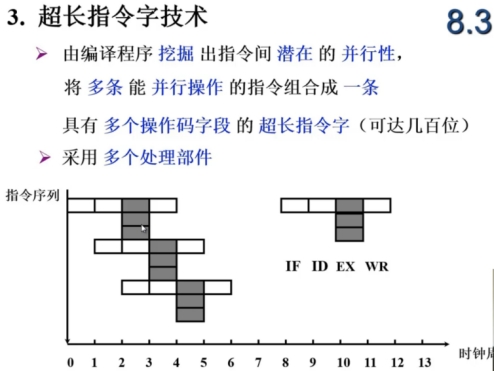 3. 超长指令字技术
8.3
由编译程序 挖掘 出指令间 潜在 的 并行性，
将 多条 能 并行操作 的指令组合成 一条
具有 多个操作码字段 的 超长指令字（可达几百位）
采用 多个处理部件
指令序列
IF ID EX WR
0 1 2 3 4 5 6 7 8 9 10 11 12 13
时钟周